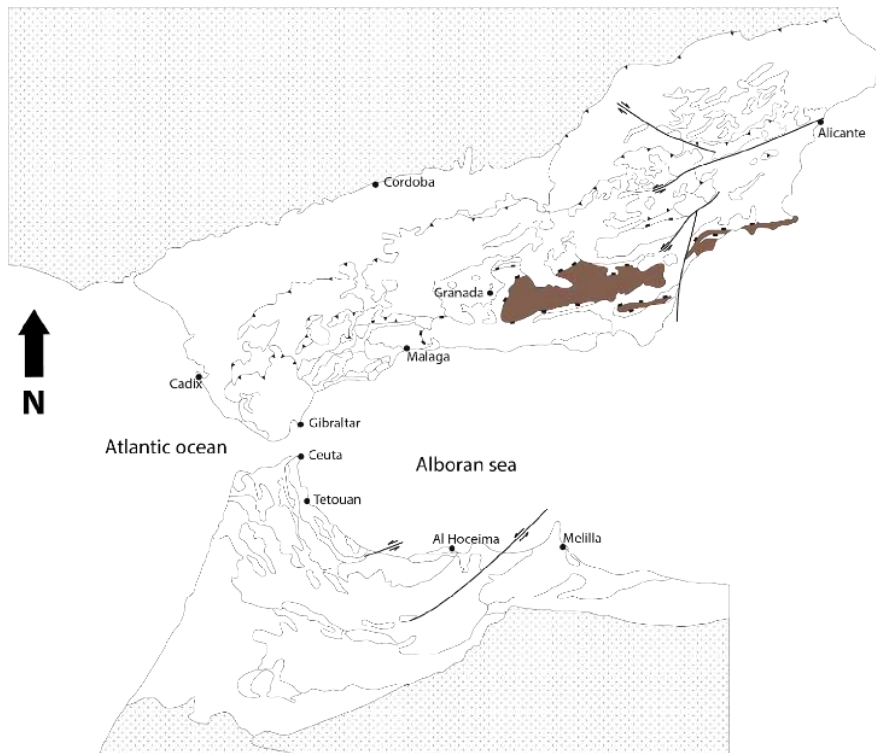 Alicante
Cordoba
Granada
Malaga
N
Cadix
Gibraltar
Atlantic ocean
Ceuta
Alboran sea
Tetouan
Al Hoceima
Melilla